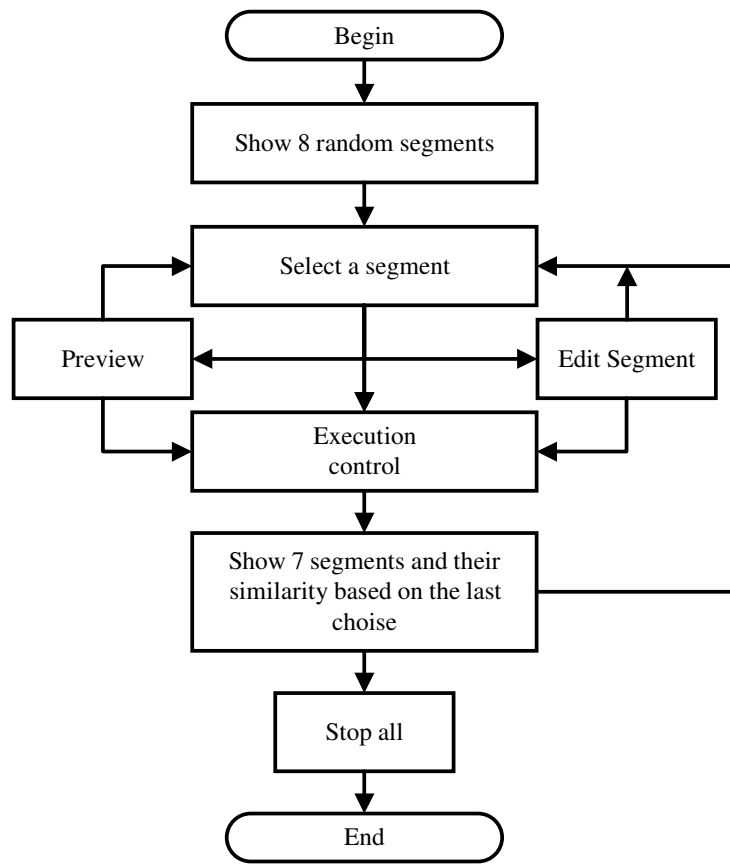 Begin
Show 8 random segments
Select a segment
Preview
Edit Segment
Execution
control
Show 7 segments and their
similarity based on the last
choise
Stop all
End